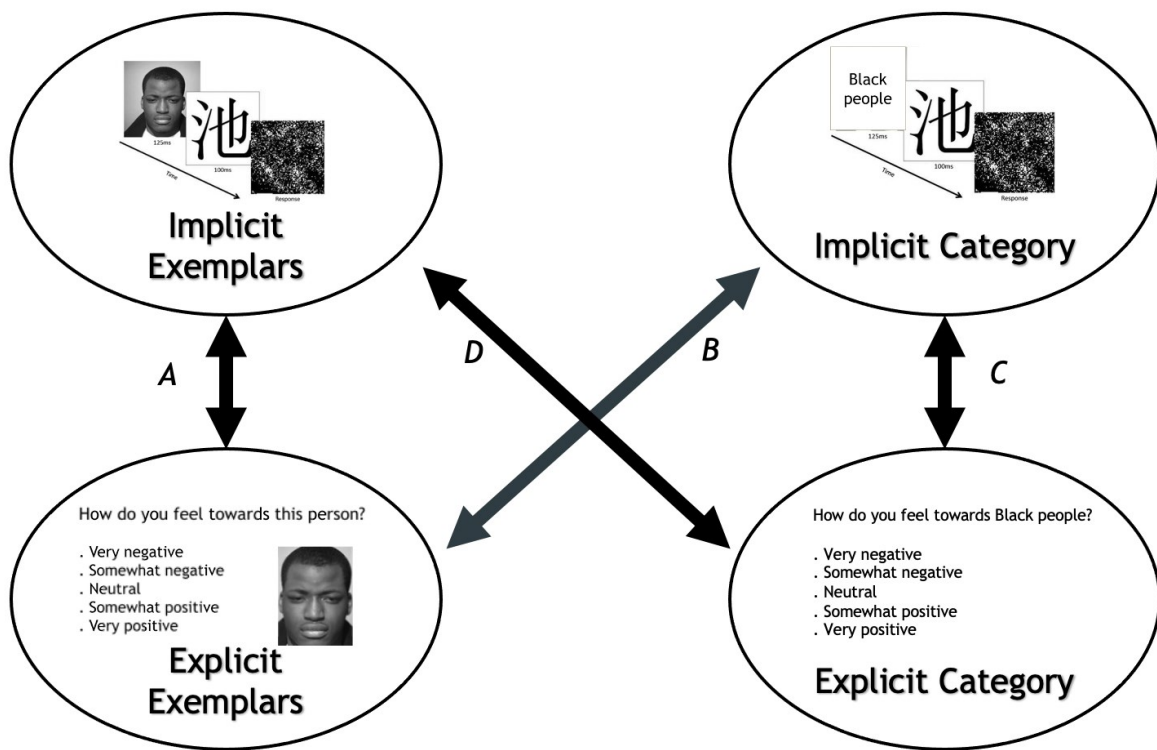 池
125ms
100ms
Time
Response
Implicit
Exemplars
Black
people
池
125ms
100ms
Time
Response
Implicit Category
A
D
B
C
How do you feel towards this person?
. Very negative
. Somewhat negative
. Neutral
. Somewhat positive
. Very positive
Explicit
Exemplars
How do you feel towards Black people?
. Very negative
. Somewhat negative
. Neutral
. Somewhat positive
. Very positive
Explicit Category